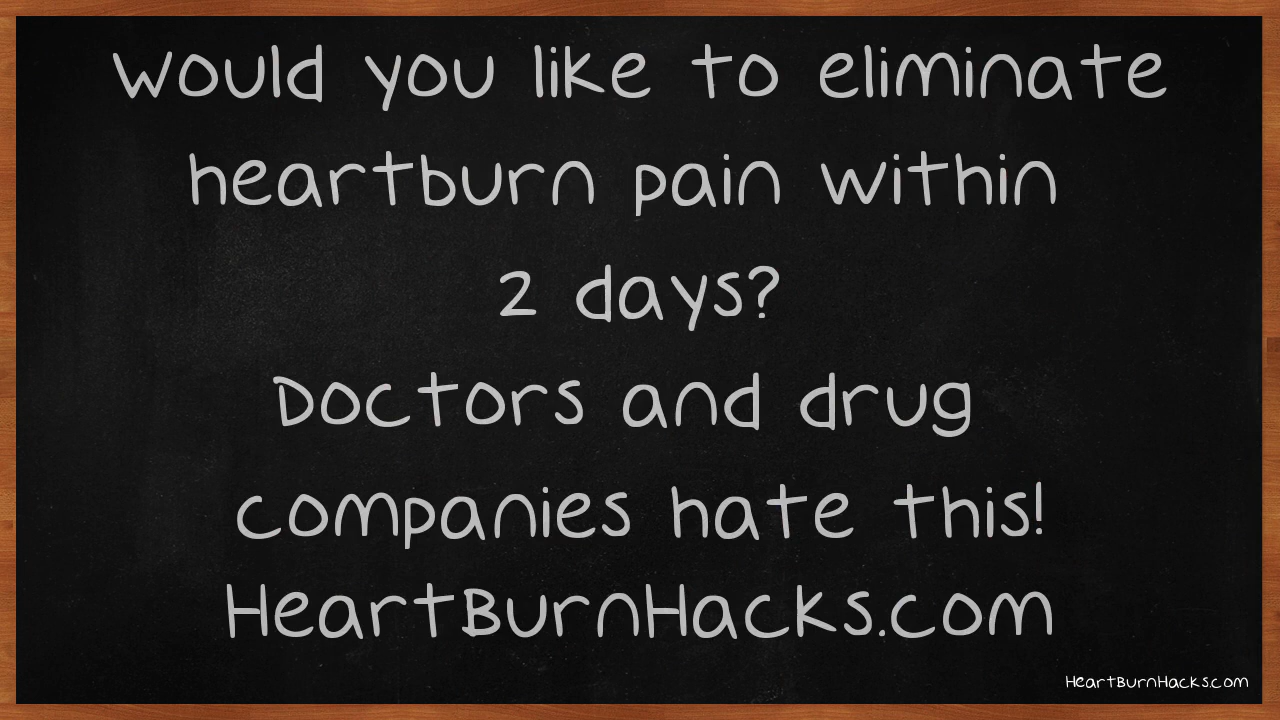 Would you like to eliminate
heartburn pain within
2 days?
Doctors and drug
companies hate this!
HeartBurnHacks.com
HeartBurnHacks.com